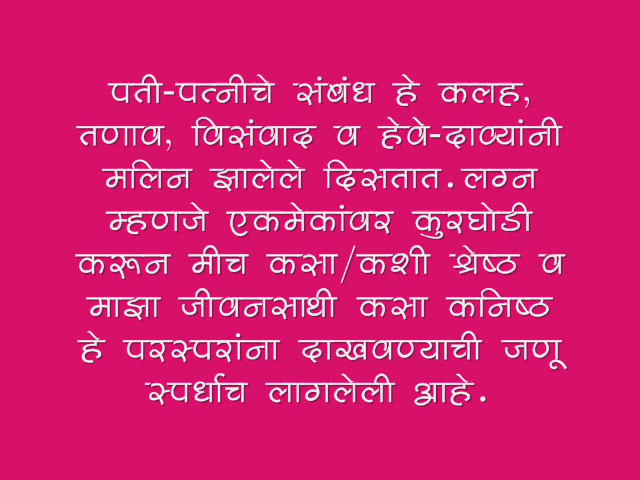 पती-पत्नीचे संबंध हे कलह,
तणाव, विसंवाद व हेवे-दाव्यांनी
मलिन झालेले दिसतात.लग्न
म्हणजे एकमेकांवर कुरघोडी
करून मीच कसा/कशी श्रेष्ठ व
माझा जीवनसाथी कसा कनिष्ठ
हे परस्परांना दाखवण्याची जणू
स्पर्धाच लागलेली आहे.